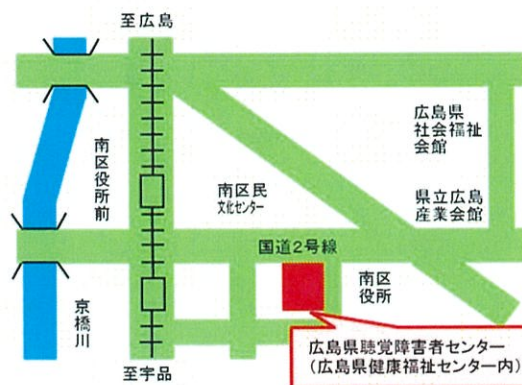 至広島
広島県
社会福祉
会館
南区役所前
南区民
文化センター
県立広島
産業会館
国道2号線
南区
役所
京橋川
広島県聴覚障害者センター
(広島県健康福祉センター内)
至宇品